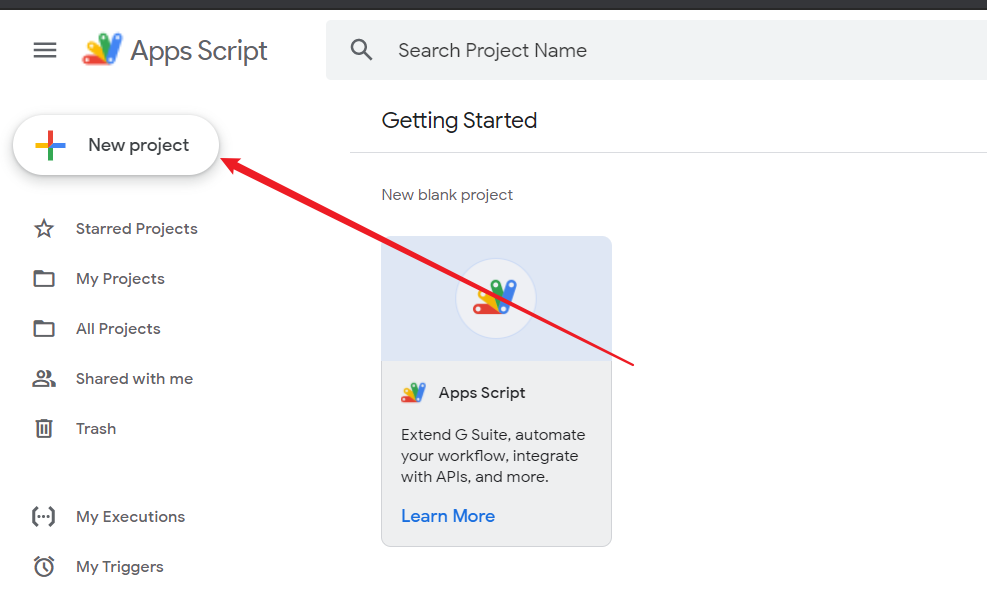 Apps Script
Search Project Name
New project
Starred Projects
My Projects
All Projects
Shared with me
Trash
My Executions
My Triggers
Getting Started
New blank project
Apps Script
Extend G Suite, automate
your workflow, integrate
with APIs, and more.
Learn More